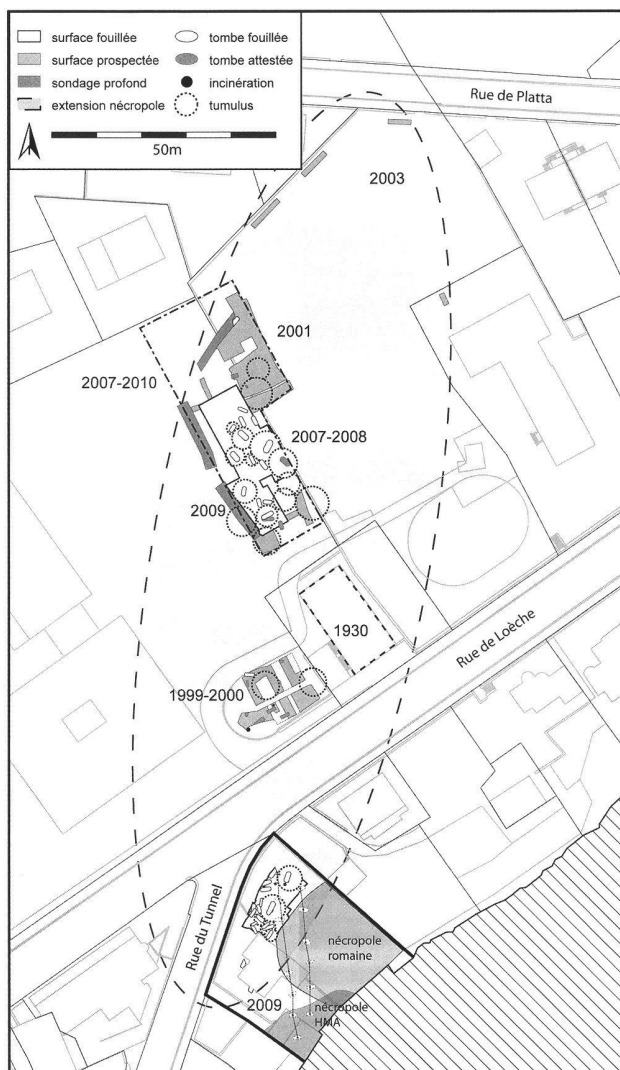 surface fouillée
surface prospectée
sondage profond
extension nécropole
tombe fouillée
tombe attestée
incinération
tumulus
50m
Rue de Platta
2003
2001
2007-2010
2007-2008
2009
1930
Rue de Loèche
1999-2000
Rue du Tunnel
nécropole
romaine
2009
nécropole
HMA